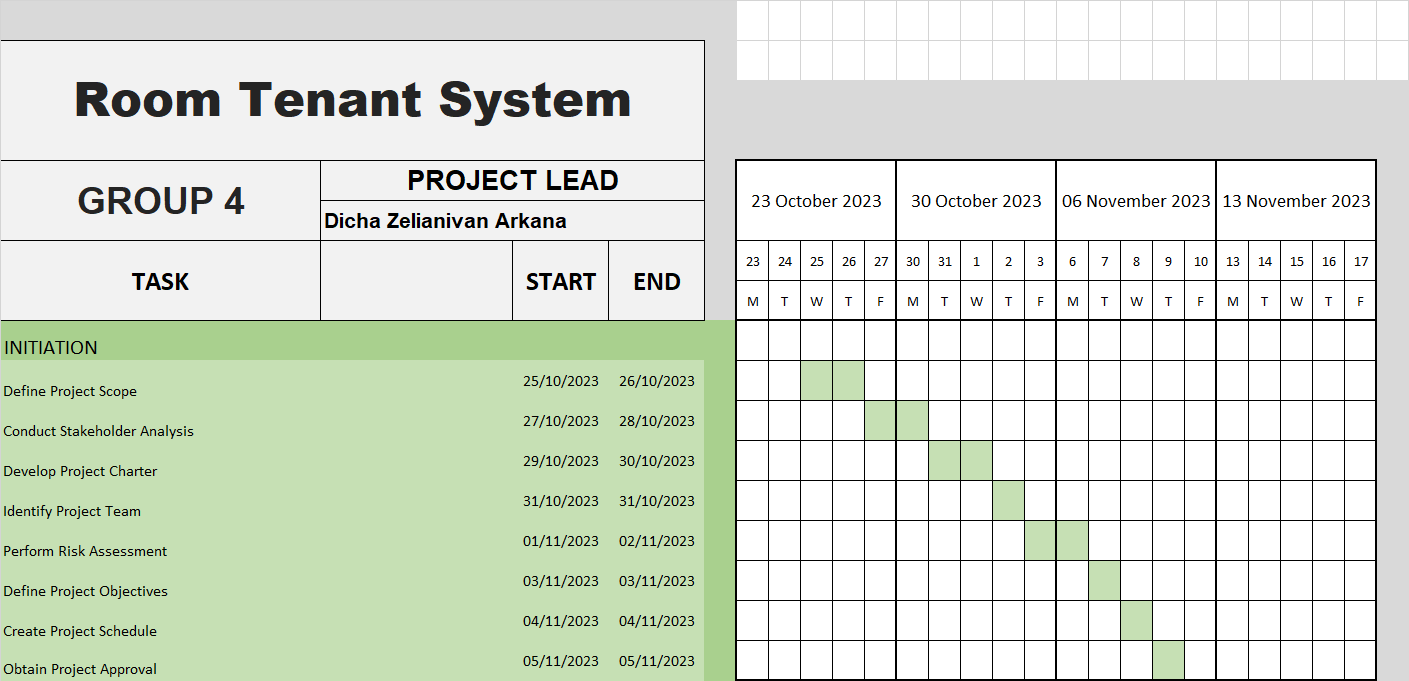 Room Tenant System
GROUP 4
PROJECT LEAD
Dicha Zelianivan Arkana
23 October 2023 30 October 2023 06 November 2023 13 November 2023
TASK START END
23 24 25 26 27 30 31 1 2 3 6 7 8 9 10 13 14 15 16 17
M T W T F M T W T F M T W T F M T W T F
INITIATION
Define Project Scope 25/10/2023 26/10/2023
Conduct Stakeholder Analysis 27/10/2023 28/10/2023
Develop Project Charter 29/10/2023 30/10/2023
Identify Project Team 31/10/2023 31/10/2023
Perform Risk Assessment 01/11/2023 02/11/2023
Define Project Objectives 03/11/2023 03/11/2023
Create Project Schedule 04/11/2023 04/11/2023
Obtain Project Approval 05/11/2023 05/11/2023